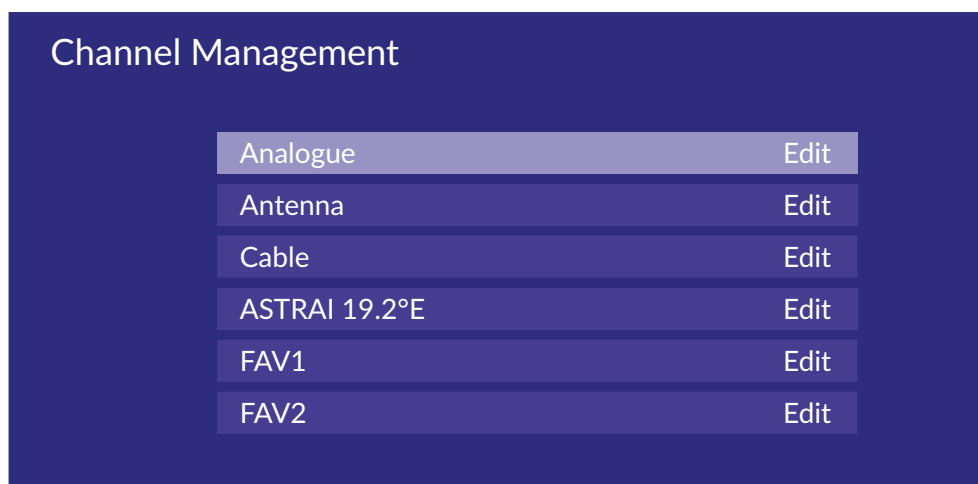 Channel Management
Analogue Edit
Antenna Edit
Cable Edit
ASTRAI 19.2°E Edit
FAV1 Edit
FAV2 Edit